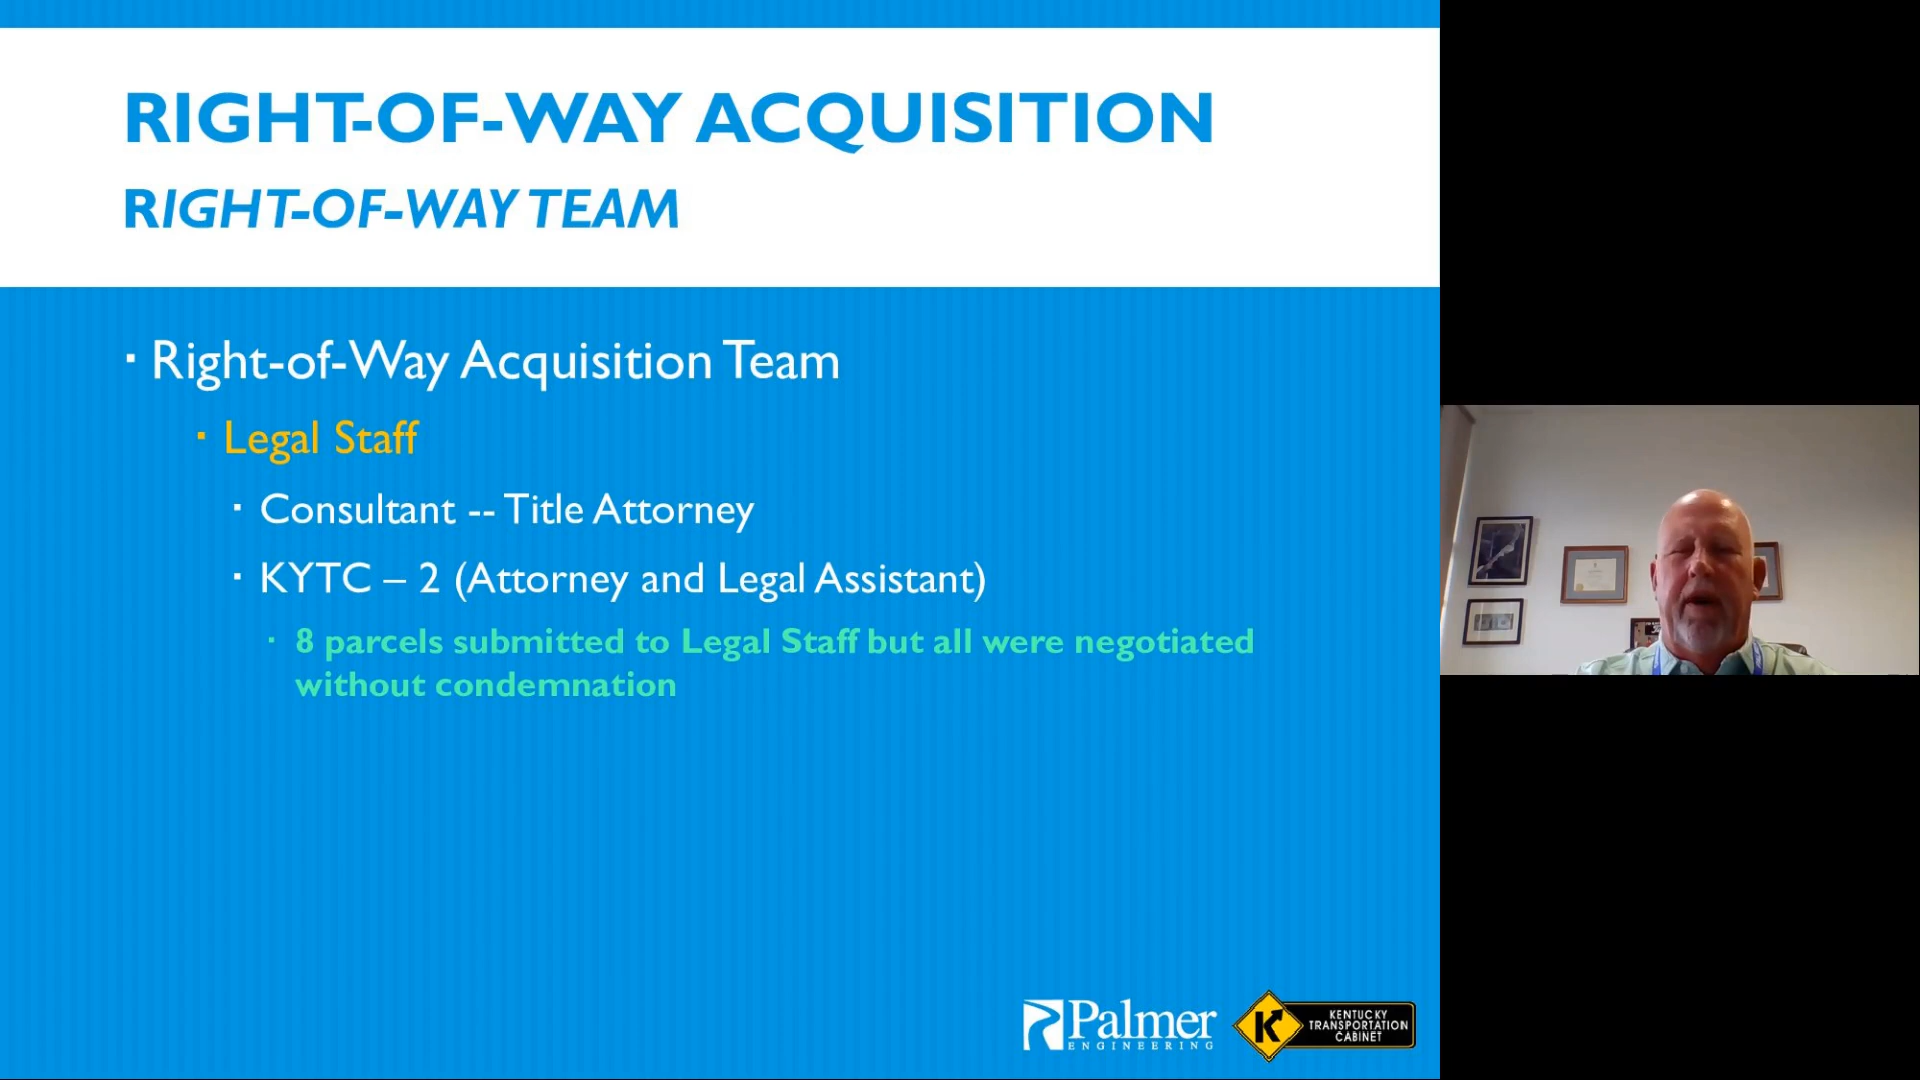 RIGHT-OF-WAY ACQUISITION
RIGHT-OF-WAY TEAM
▪ Right-of-Way Acquisition Team
▪ Legal Staff
▪ Consultant -- Title Attorney
▪ KYTC – 2 (Attorney and Legal Assistant)
▪ 8 parcels submitted to Legal Staff but all were negotiated
without condemnation
Palmer
ENGINEERING
KENTUCKY
TRANSPORTATION
CABINET